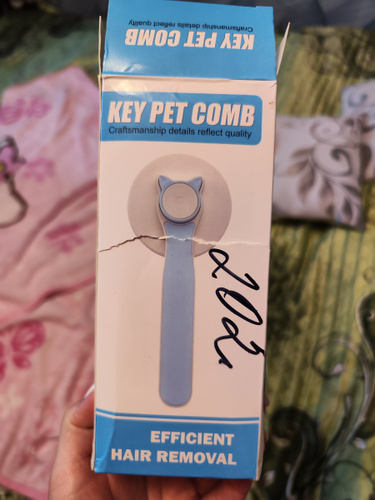 KEY PET COMB
Craftsmanship details reflect quality
KEY PET COMB
Craftsmanship details reflect quality
202
EFFICIENT
HAIR REMOVAL